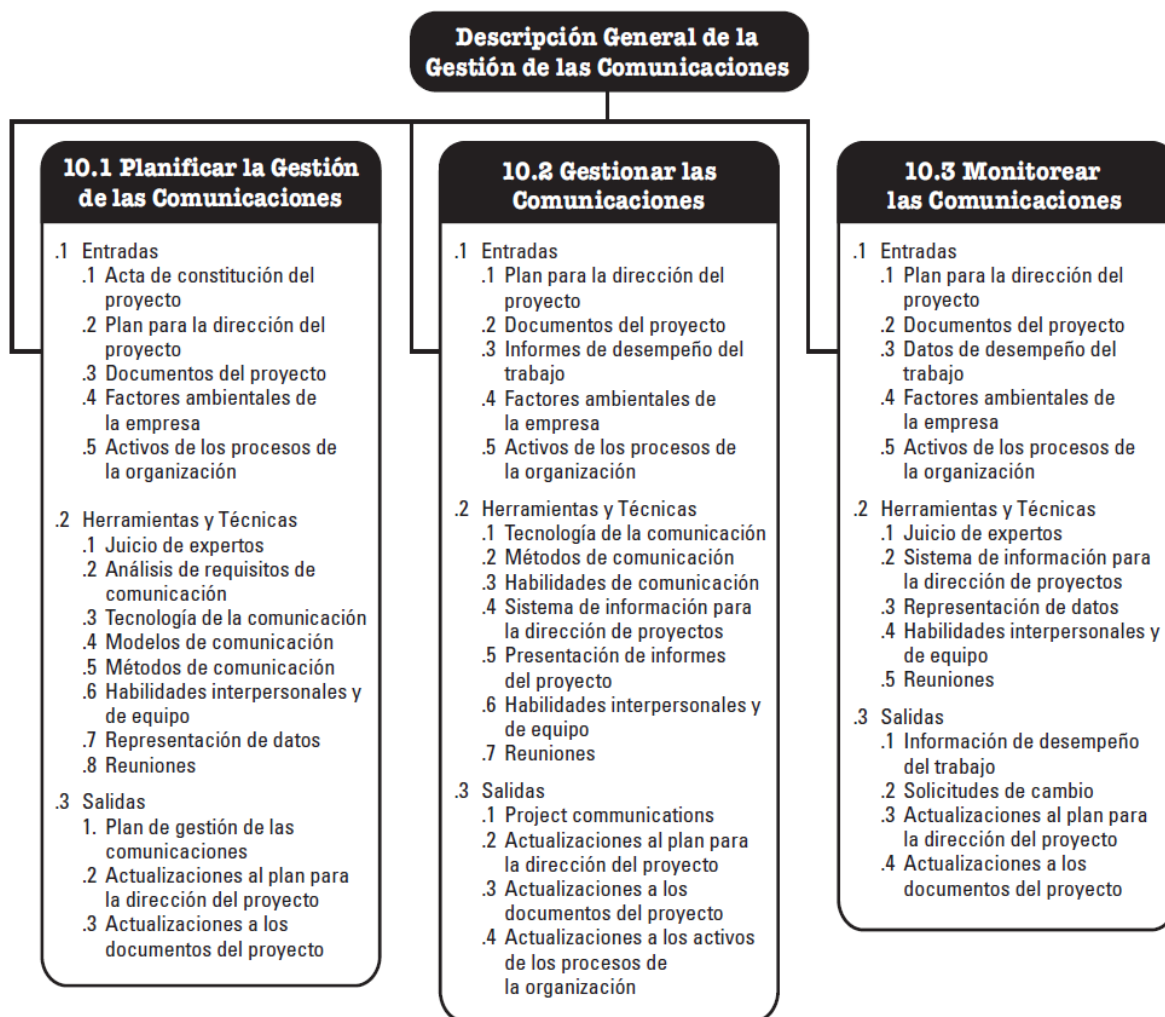 Descripción General de la
Gestión de las Comunicaciones
10.1 Planificar la Gestión
de las Comunicaciones
.1 Entradas
.1 Acta de constitución del
proyecto
.2 Plan para la dirección del
proyecto
.3 Documentos del proyecto
.4 Factores ambientales de
la empresa
.5 Activos de los procesos de
la organización
.2 Herramientas y Técnicas
.1 Juicio de expertos
.2 Análisis de requisitos de
comunicación
.3 Tecnología de la comunicación
.4 Modelos de comunicación
.5 Métodos de comunicación
.6 Habilidades interpersonales y
de equipo
.7 Representación de datos
.8 Reuniones
.3 Salidas
1. Plan de gestión de las
comunicaciones
.2 Actualizaciones al plan para
la dirección del proyecto
.3 Actualizaciones a los
documentos del proyecto
10.2 Gestionar las
Comunicaciones
.1 Entradas
.1 Plan para la dirección del
proyecto
.2 Documentos del proyecto
.3 Informes de desempeño del
trabajo
.4 Factores ambientales de
la empresa
.5 Activos de los procesos de
la organización
.2 Herramientas y Técnicas
.1 Tecnología de la comunicación
.2 Métodos de comunicación
.3 Habilidades de comunicación
.4 Sistema de información para
la dirección de proyectos
.5 Presentación de informes
del proyecto
.6 Habilidades interpersonales y
de equipo
.7 Reuniones
.3 Salidas
.1 Project communications
.2 Actualizaciones al plan para
la dirección del proyecto
.3 Actualizaciones a los
documentos del proyecto
.4 Actualizaciones a los activos
de los procesos de
la organización
10.3 Monitorear
las Comunicaciones
.1 Entradas
.1 Plan para la dirección del
proyecto
.2 Documentos del proyecto
.3 Datos de desempeño del
trabajo
.4 Factores ambientales de
la empresa
.5 Activos de los procesos de
la organización
.2 Herramientas y Técnicas
.1 Juicio de expertos
.2 Sistema de información para
la dirección de proyectos
.3 Representación de datos
.4 Habilidades interpersonales y
de equipo
.5 Reuniones
.3 Salidas
.1 Información de desempeño
del trabajo
.2 Solicitudes de cambio
.3 Actualizaciones al plan para
la dirección del proyecto
.4 Actualizaciones a los
documentos del proyecto